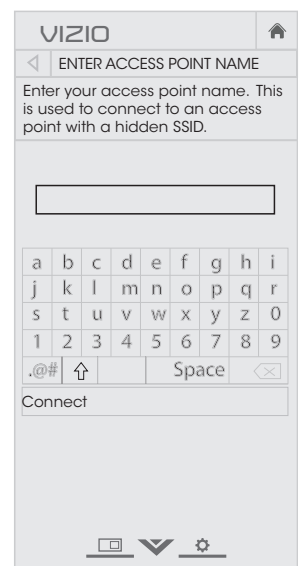 VIZIO
ENTER ACCESS POINT NAME
Enter your access point name. This
is used to connect to an access
point with a hidden SSID.
a b c d e f g h i
j k l m n o p q r
s t u v w x y z 0
1 2 3 4 5 6 7 8 9
.@# Space
Connect